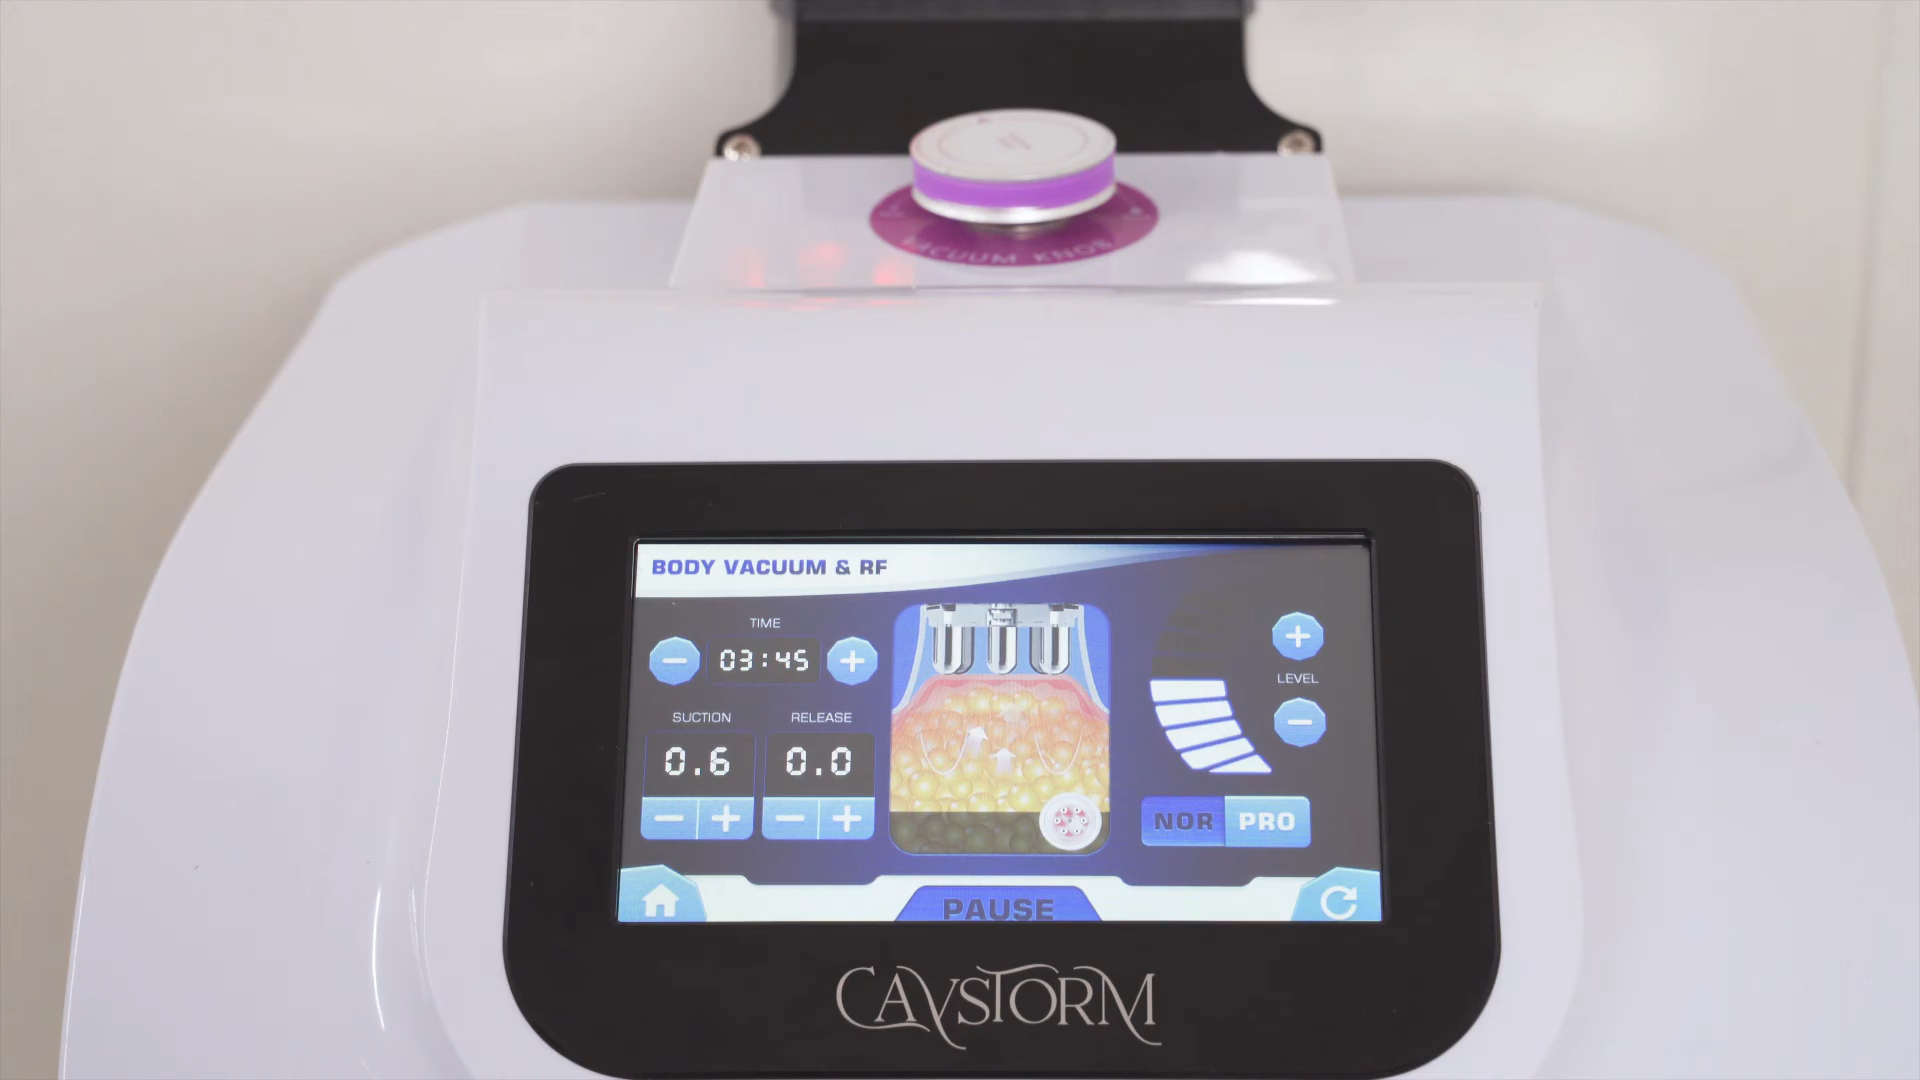 VACUUM KNOB
BODY VACUUM & RF
TIME
03:45
SUCTION
RELEASE
0.6
0.0
LEVEL
NOR
PRO
PAUSE
CAVSTORM